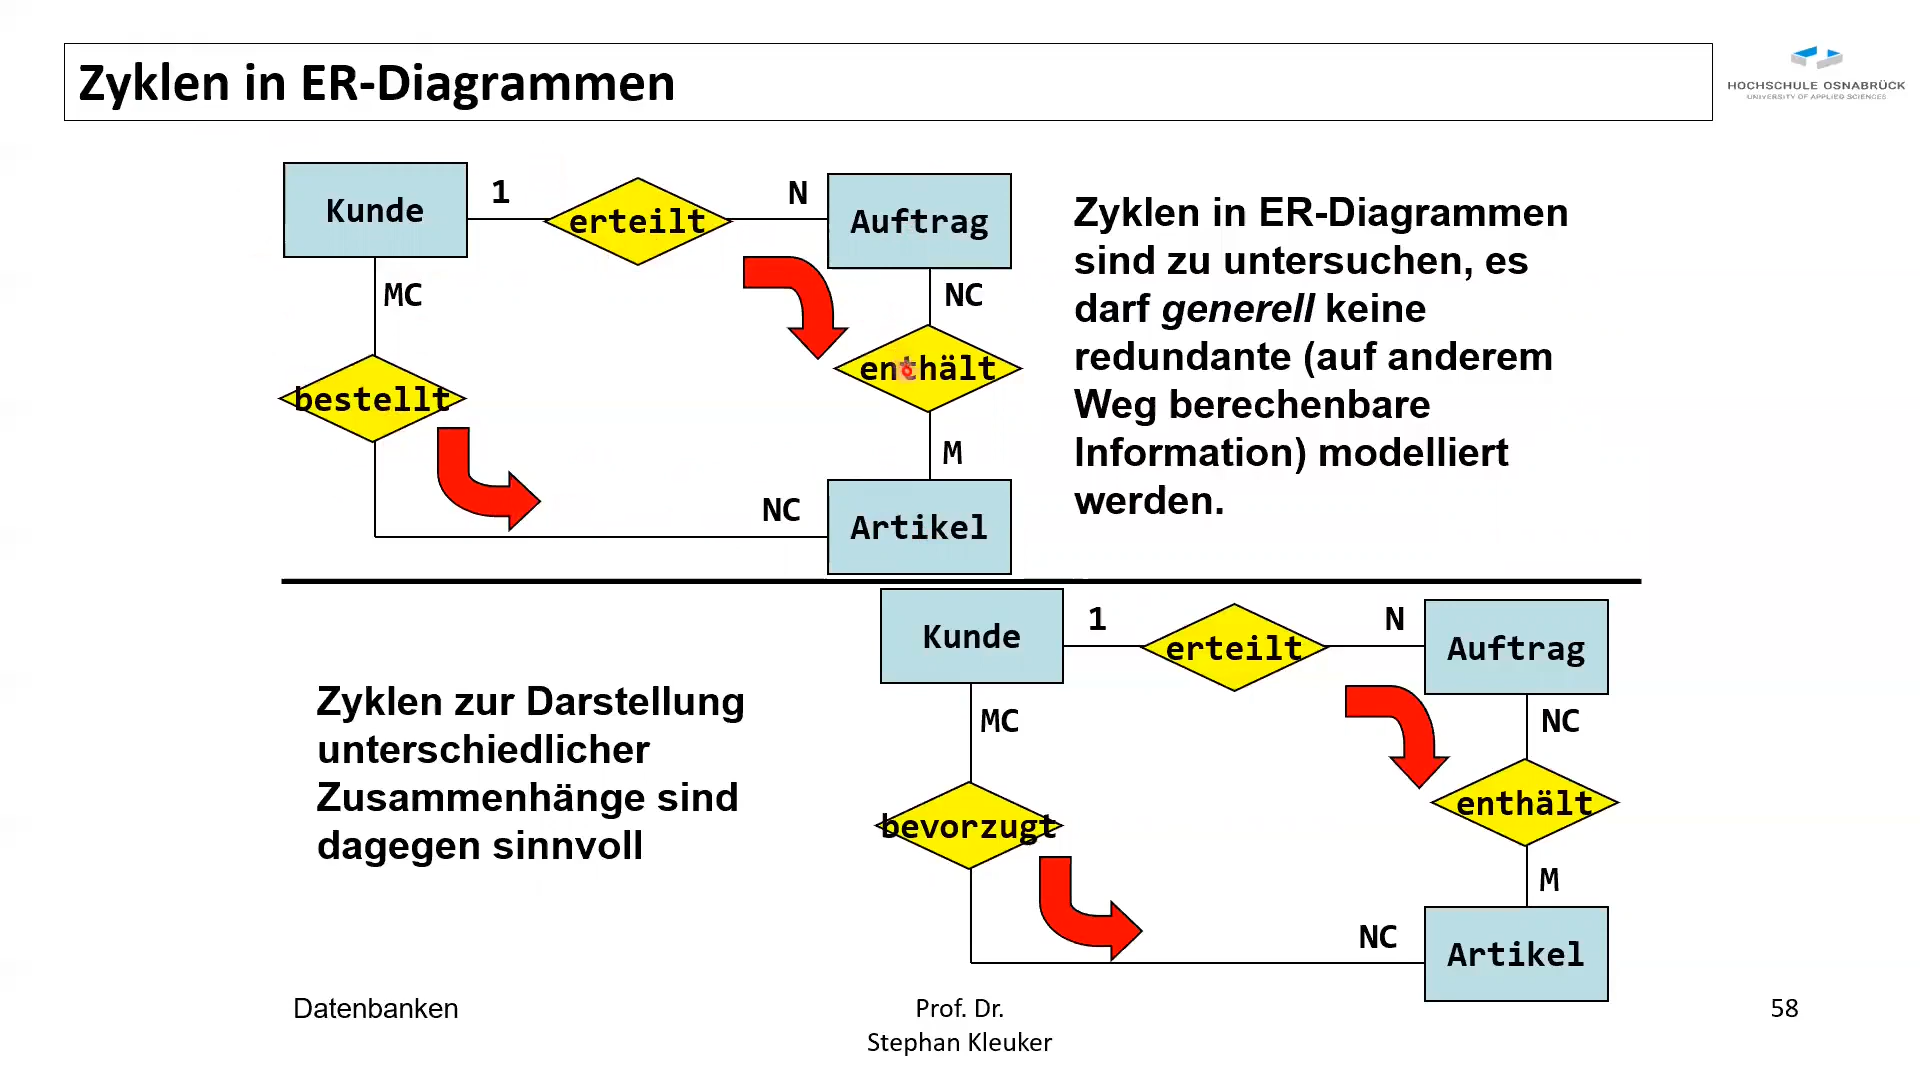 Zyklen in ER-Diagrammen
HOCHSCHULE OSNABRÜCK
UNIVERSITY OF APPLIED SCIENCES
Kunde
1
erteilt
N
Auftrag
MC
NC
bestellt
enthält
M
NC
Artikel
Zyklen in ER-Diagrammen
sind zu untersuchen, es
darf generell keine
redundante (auf anderem
Weg berechenbare
Information) modelliert
werden.
Zyklen zur Darstellung
unterschiedlicher
Zusammenhänge sind
dagegen sinnvoll
Kunde
1
erteilt
N
Auftrag
MC
NC
bevorzugt
enthält
M
NC
Artikel
Datenbanken
Prof. Dr.
Stephan Kleuker
58